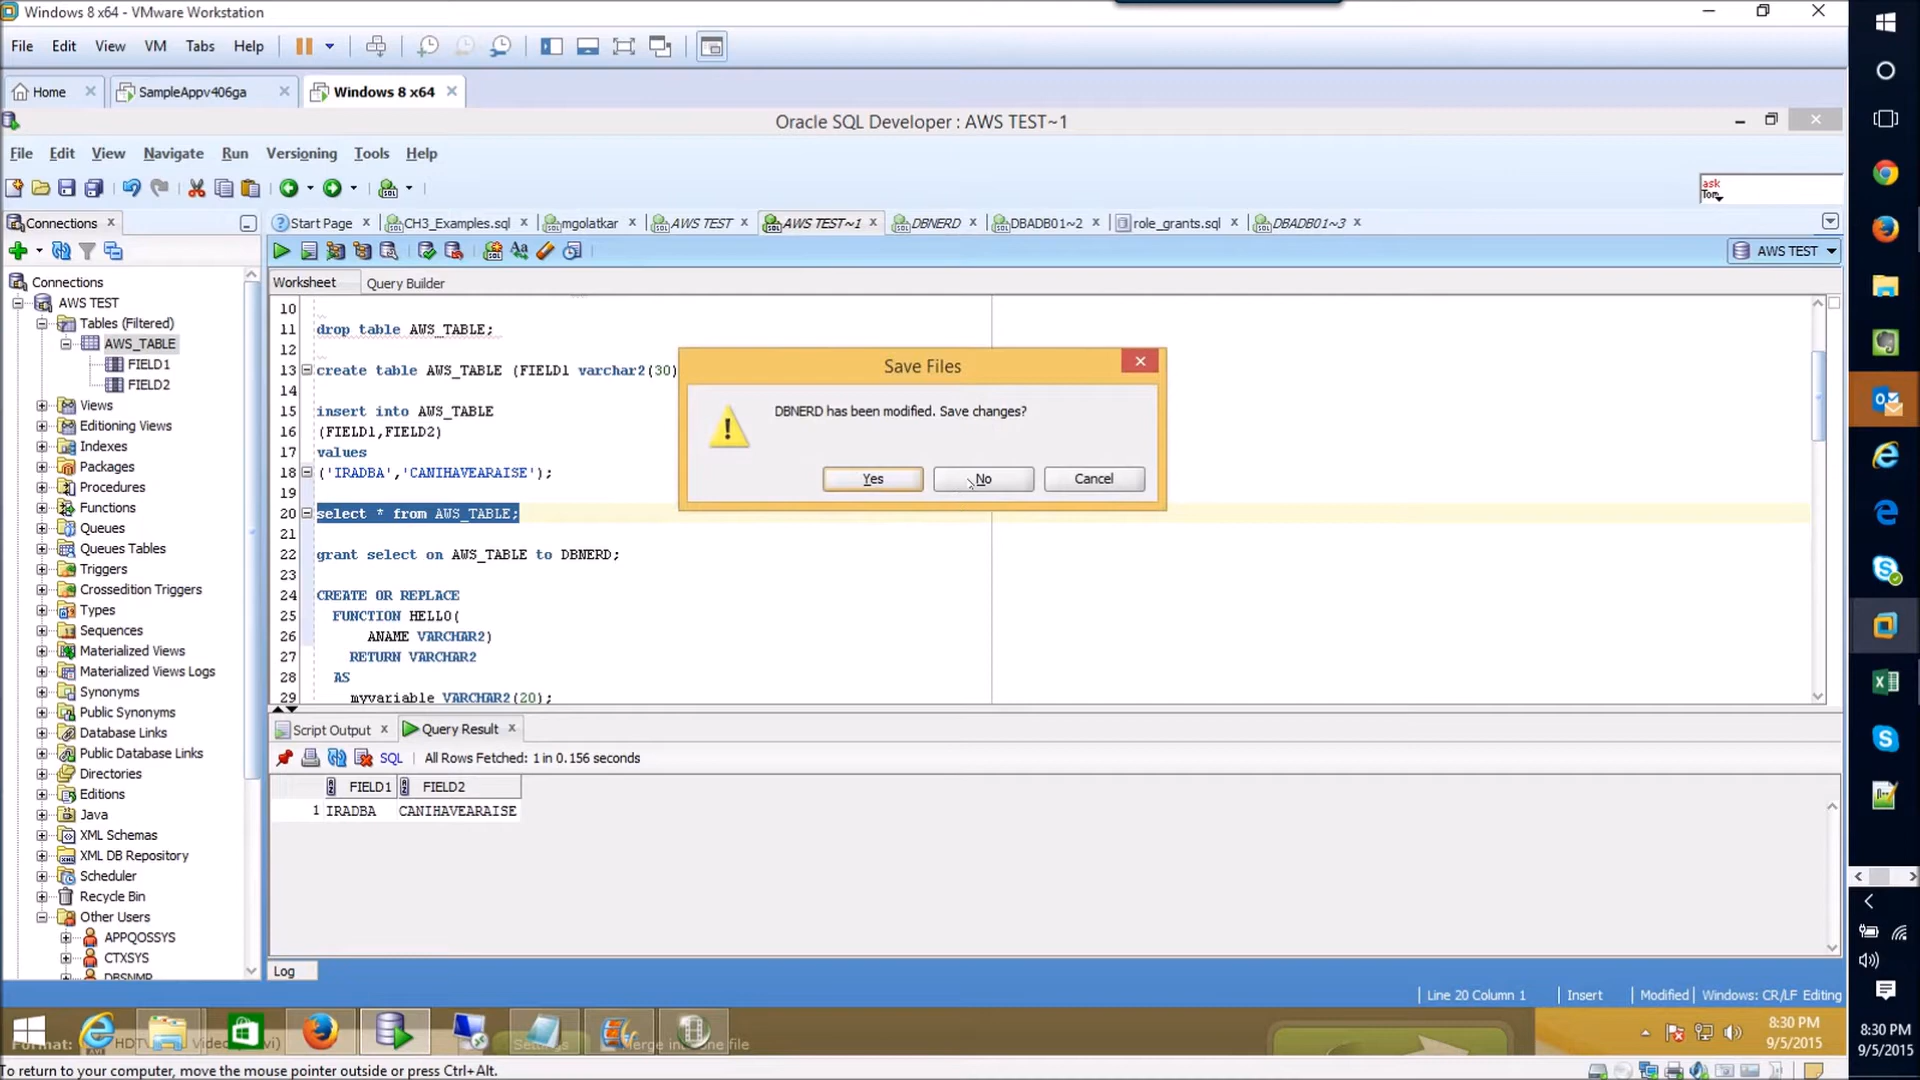 Windows 8 x64 - VMware Workstation
File Edit View VM Tabs Help
Home SampleAppv406ga Windows 8 x64
Oracle SQL Developer : AWS TEST~1
File Edit View Navigate Run Versioning Tools Help
ask
Tom
Connections Start Page CH3_Examples.sql mgolatkar AWS TEST AWS TEST~1 DBNERD DBADB01~2 role_grants.sql DBADB01~3
AWS TEST
Worksheet Query Builder
Connections
AWS TEST
Tables (Filtered)
AWS_TABLE
FIELD1
FIELD2
Views
Editioning Views
Indexes
Packages
Procedures
Functions
Queues
Queues Tables
Triggers
Crossedition Triggers
Types
Sequences
Materialized Views
Materialized Views Logs
Synonyms
Public Synonyms
Database Links
Public Database Links
Directories
Editions
Java
XML Schemas
XML DB Repository
Scheduler
Recycle Bin
Other Users
APPQOSSYS
CTXSYS
DBSNMP
10
11 drop table AWS_TABLE;
12
13 create table AWS_TABLE (FIELD1 varchar2(30)
14
15 insert into AWS_TABLE
16 (FIELD1,FIELD2)
17 values
18 ('IRADBA','CANIHAVEARAISE');
19
20 select * from AWS_TABLE;
21
22 grant select on AWS_TABLE to DBNERD;
23
24 CREATE OR REPLACE
25 FUNCTION HELLO(
26 ANAME VARCHAR2)
27 RETURN VARCHAR2
28 AS
29 myvariable VARCHAR2(20);
Save Files
DBNERD has been modified. Save changes?
Yes No Cancel
Script Output Query Result
SQL All Rows Fetched: 1 in 0.156 seconds
FIELD1 FIELD2
1 IRADBA CANIHAVEARAISE
Log
Line 20 Column 1 Insert Modified Windows: CR/LF Editing
8:30 PM
9/5/2015
8:30 PM
9/5/2015
To return to your computer, move the mouse pointer outside or press Ctrl+Alt.